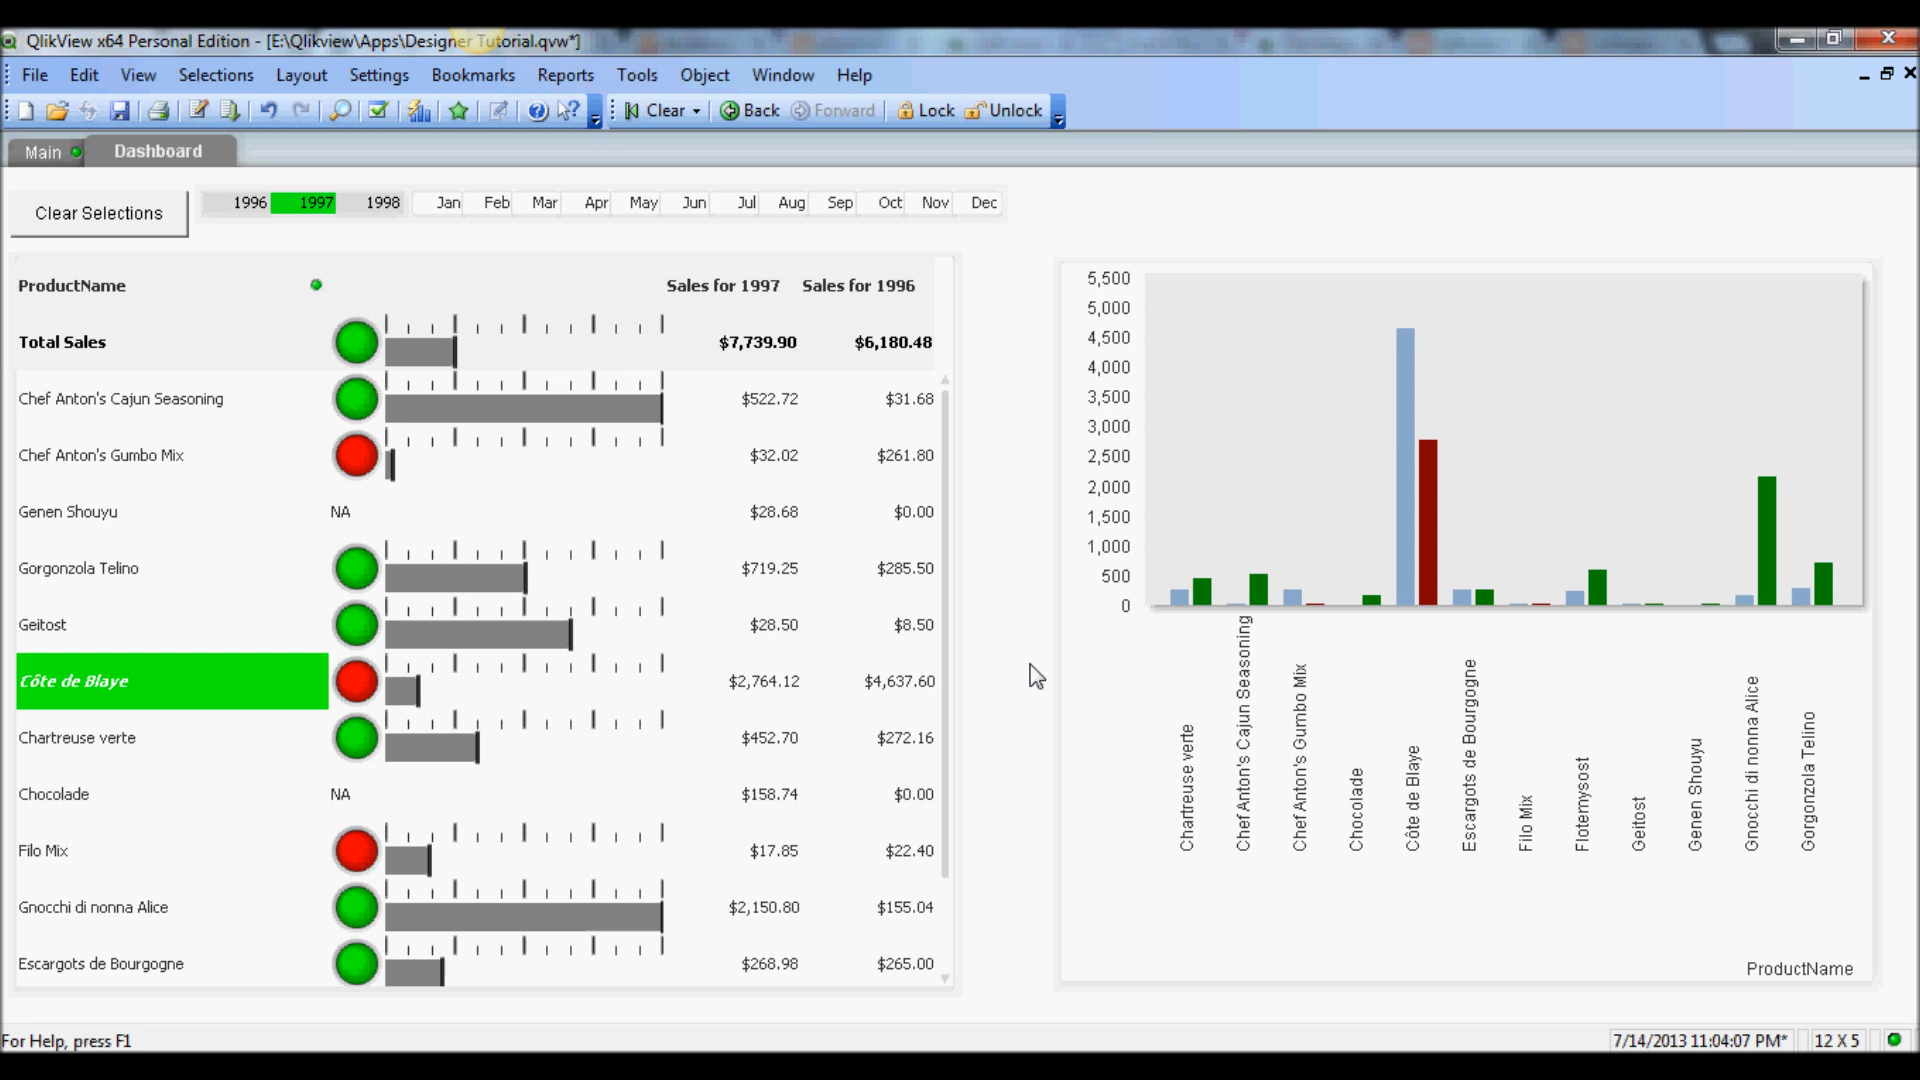 QlikView x64 Personal Edition - [E:\Qlikview\Apps\Designer Tutorial.qvw*]
File Edit View Selections Layout Settings Bookmarks Reports Tools Object Window Help
Clear Back Forward Lock Unlock
Main Dashboard
Clear Selections 1996 1997 1998 Jan Feb Mar Apr May Jun Jul Aug Sep Oct Nov Dec
ProductName Sales for 1997 Sales for 1996
Total Sales $7,739.90 $6,180.48
Chef Anton's Cajun Seasoning $522.72 $31.68
Chef Anton's Gumbo Mix $32.02 $261.80
Genen Shouyu NA $28.68 $0.00
Gorgonzola Telino $719.25 $285.50
Geitost $28.50 $8.50
Côte de Blaye $2,764.12 $4,637.60
Chartreuse verte $452.70 $272.16
Chocolade NA $158.74 $0.00
Filo Mix $17.85 $22.40
Gnocchi di nonna Alice $2,150.80 $155.04
Escargots de Bourgogne $268.98 $265.00
5,500
5,000
4,500
4,000
3,500
3,000
2,500
2,000
1,500
1,000
500
0
Chartreuse verte
Chef Anton's Cajun Seasoning
Chef Anton's Gumbo Mix
Chocolade
Côte de Blaye
Escargots de Bourgogne
Filo Mix
Fløtemysost
Geitost
Genen Shouyu
Gnocchi di nonna Alice
Gorgonzola Telino
ProductName
For Help, press F1 7/14/2013 11:04:07 PM* 12 X 5